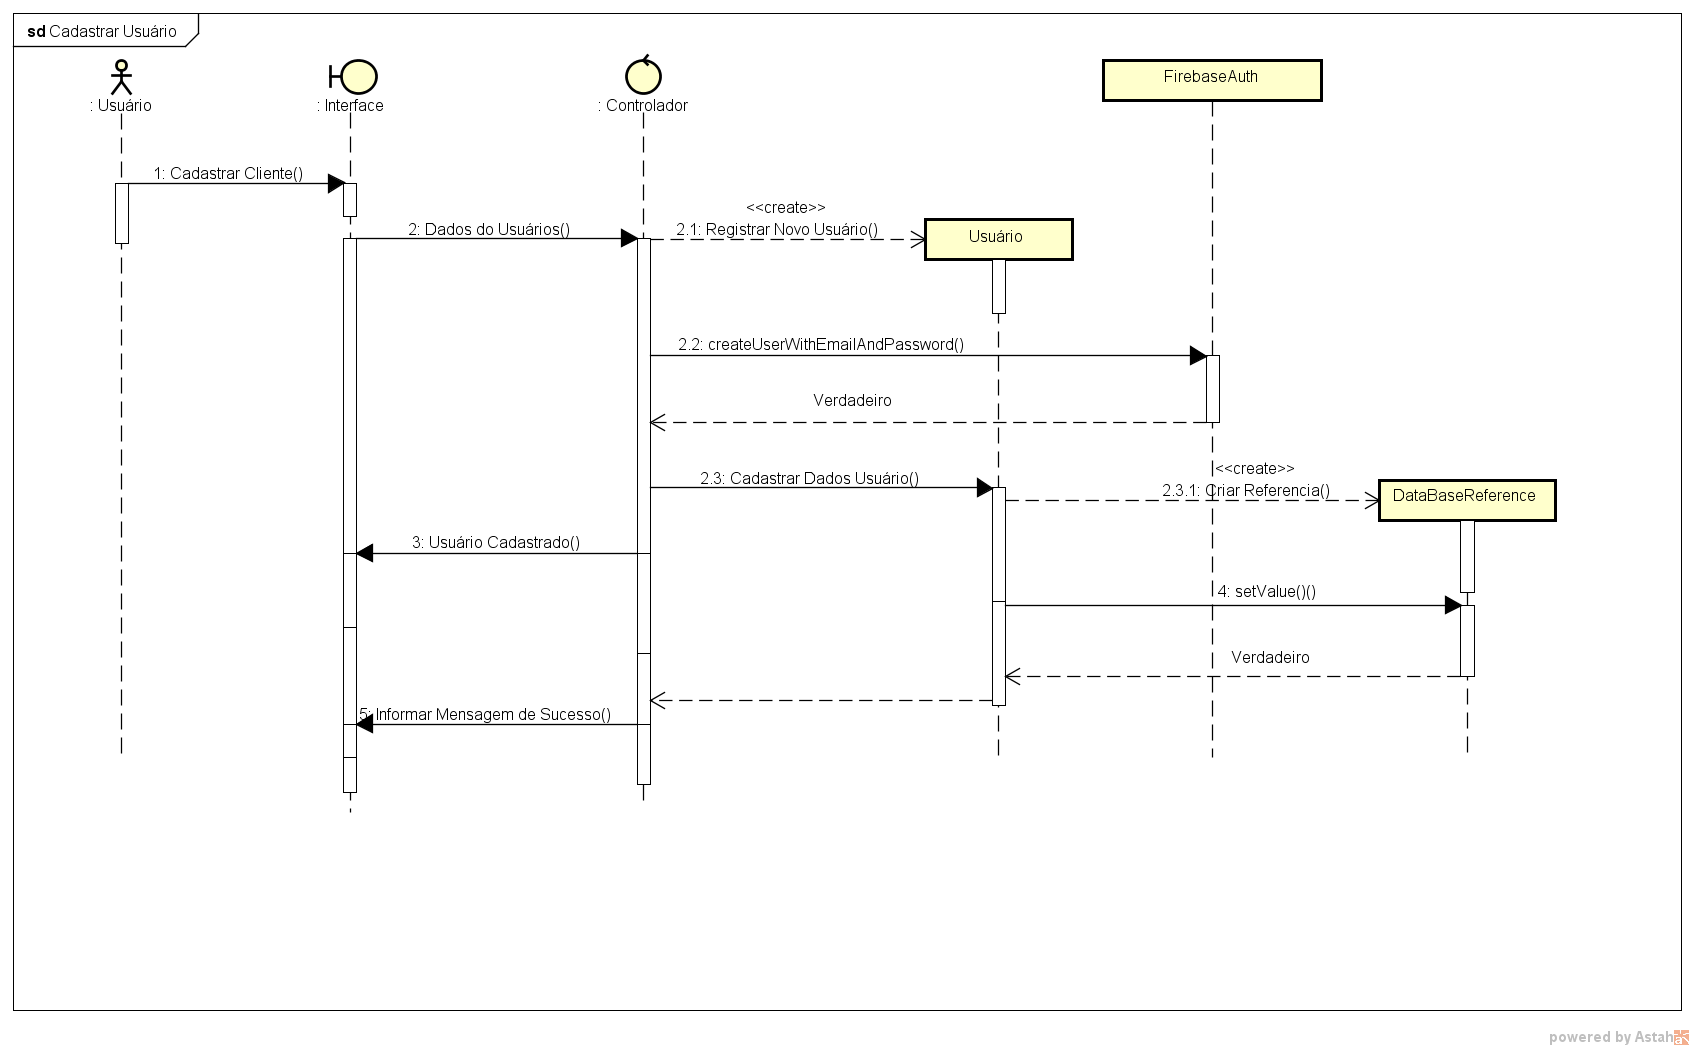 sd Cadastrar Usuário
FirebaseAuth
: Usuário
: Interface
: Controlador
1: Cadastrar Cliente()
<<create>>
2: Dados do Usuários()
2.1: Registrar Novo Usuário()
Usuário
2.2: createUserWithEmailAndPassword()
Verdadeiro
<<create>>
2.3: Cadastrar Dados Usuário()
2.3.1: Criar Referencia()
DataBaseReference
3: Usuário Cadastrado()
4: setValue()()
Verdadeiro
5: Informar Mensagem de Sucesso()
powered by Astah